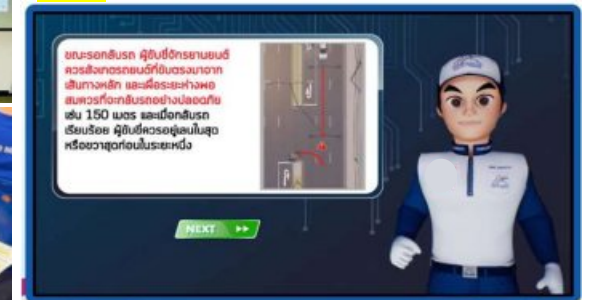 ขณะรอกลับรถ ผู้ขับขี่จักรยานยนต์
ควรสังเกตรถยนต์ที่ขับตรงมาจาก
เส้นทางหลัก และเผื่อระยะห่างพอ
สมควรที่จะกลับรถอย่างปลอดภัย
เช่น 150 เมตร และเมื่อกลับรถ
เรียบร้อย ผู้ขับขี่ควรอยู่เลนในสุด
หรือขวาสุดก่อนในระยะหนึ่ง
NEXT